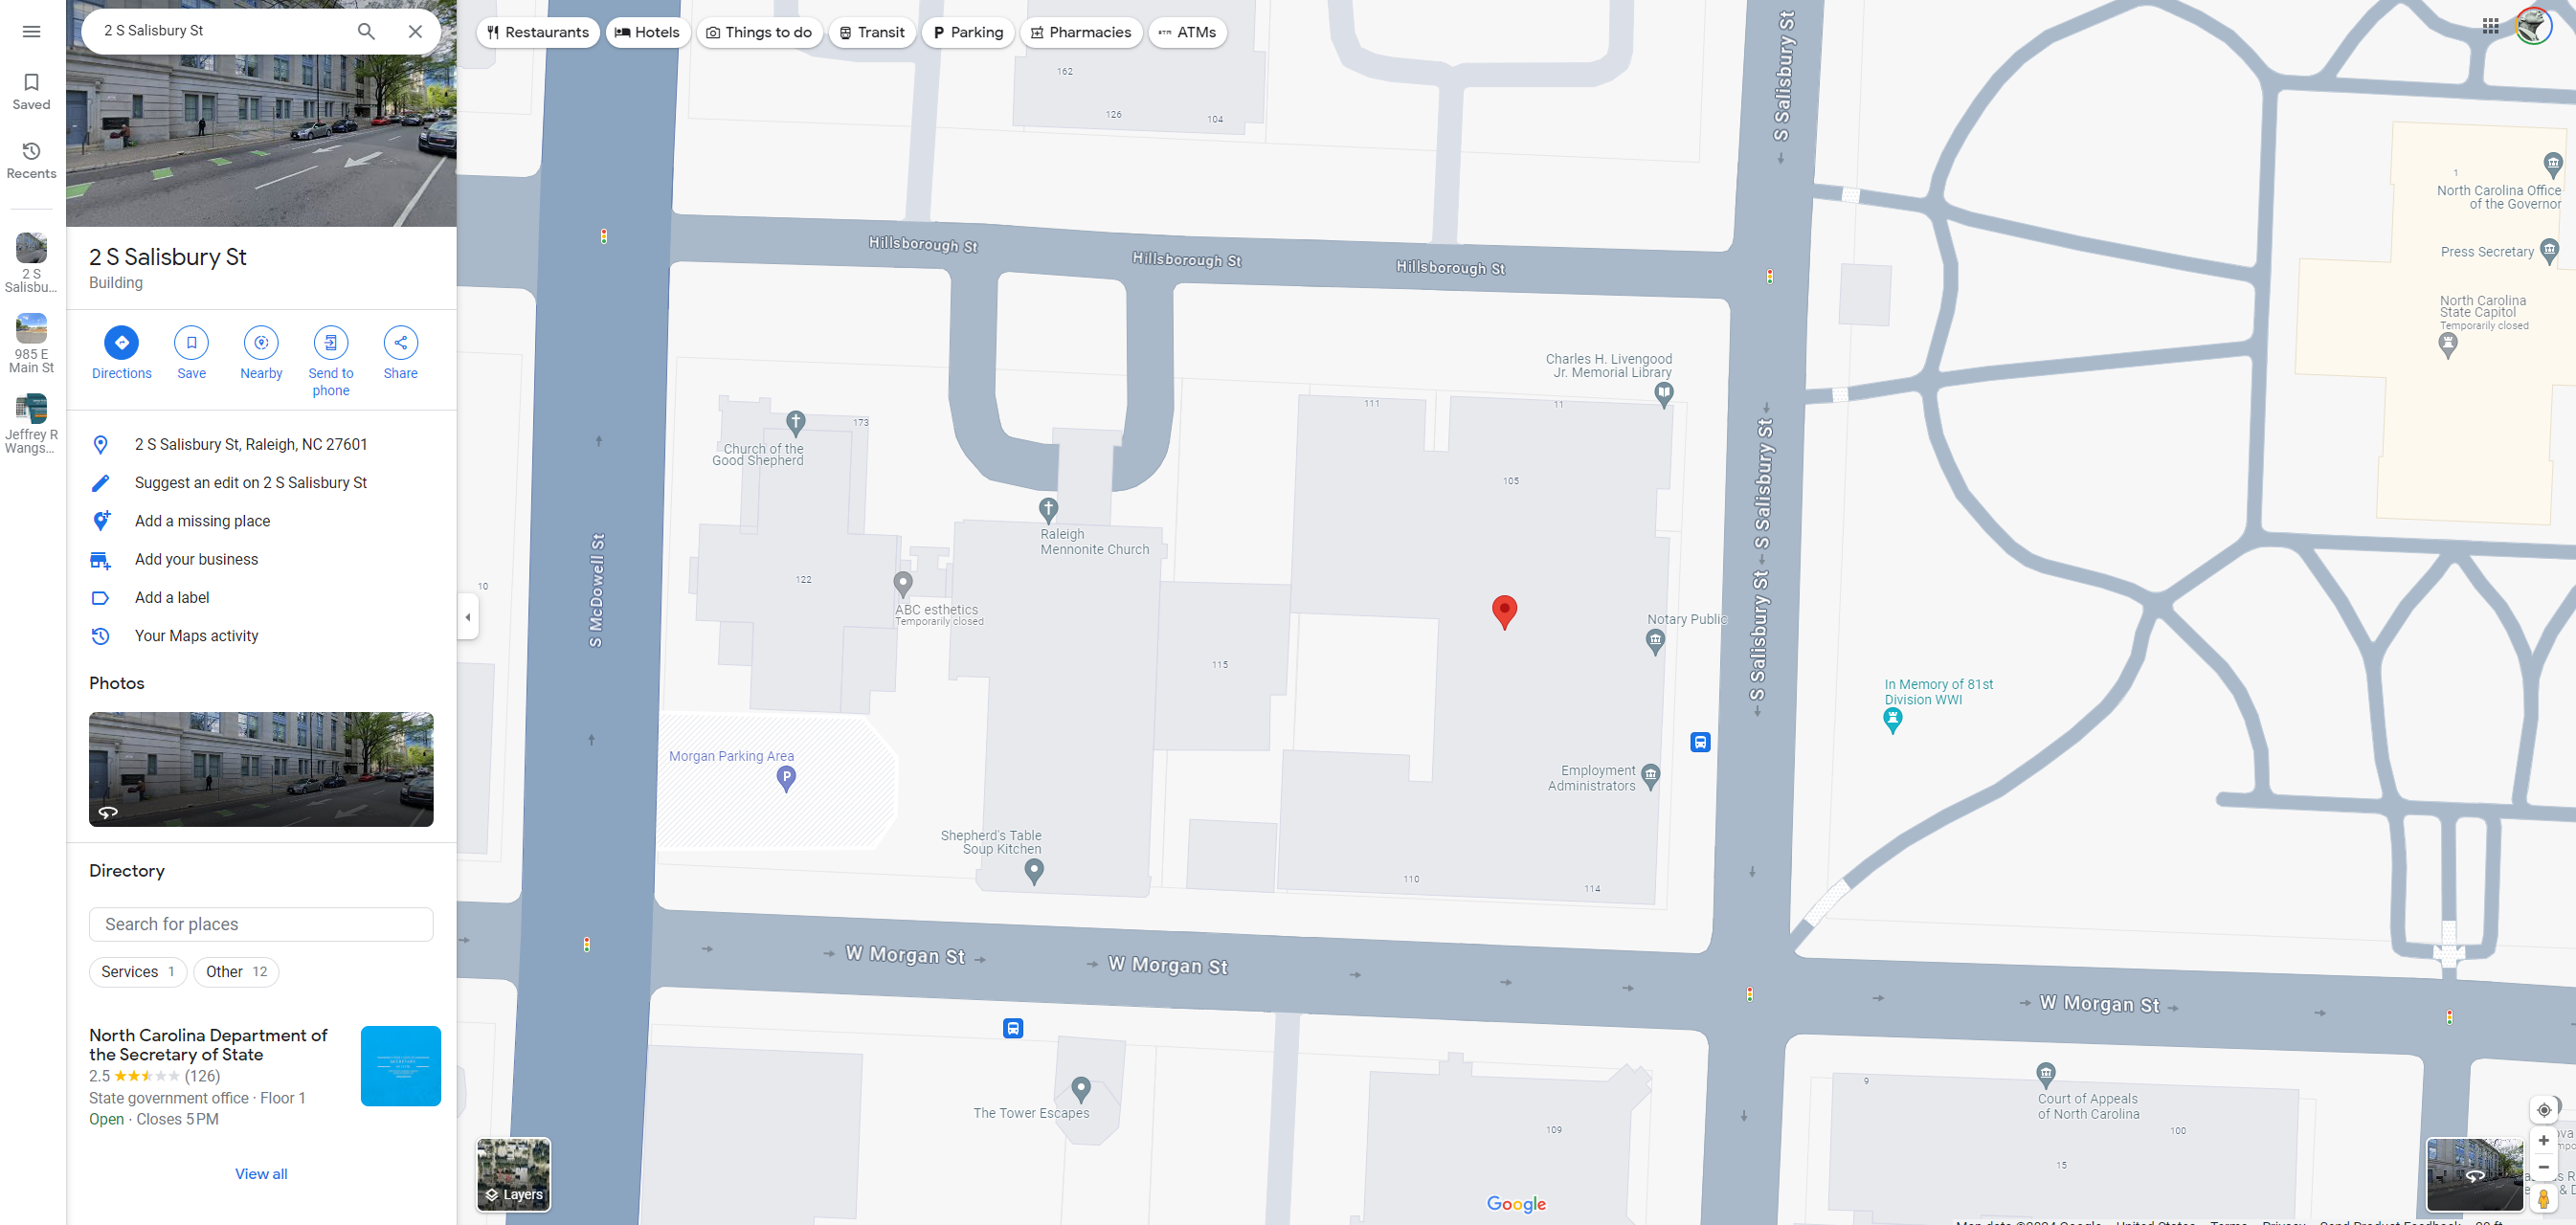 2 S Salisbury St
Saved
Recents
2 S
Salisbu...
985 E
Main St
Jeffrey R
Wangs...
2 S Salisbury St
Building
Directions
Save
Nearby
Send to
phone
Share
2 S Salisbury St, Raleigh, NC 27601
Suggest an edit on 2 S Salisbury St
Add a missing place
Add your business
Add a label
Your Maps activity
Photos
Directory
Search for places
Services 1
Other 12
North Carolina Department of
the Secretary of State
2.5 (126)
State government office · Floor 1
Open · Closes 5 PM
View all
Restaurants
Hotels
Things to do
Transit
P Parking
Pharmacies
ATM ATMs
162
126
104
S Salisbury St
1
North Carolina Office
of the Governor
Press Secretary
North Carolina
State Capitol
Temporarily closed
Hillsborough St
Hillsborough St
Hillsborough St
Charles H. Livengood
Jr. Memorial Library
111
11
173
Church of the
Good Shepherd
105
S Salisbury St
Raleigh
Mennonite Church
S McDowell St
10
122
ABC esthetics
Temporarily closed
Notary Public
S Salisbury St
115
In Memory of 81st
Division WWI
Morgan Parking Area
P
Employment
Administrators
Shepherd's Table
Soup Kitchen
110
114
W Morgan St
W Morgan St
W Morgan St
The Tower Escapes
9
Court of Appeals
of North Carolina
109
100
15
Layers
Google